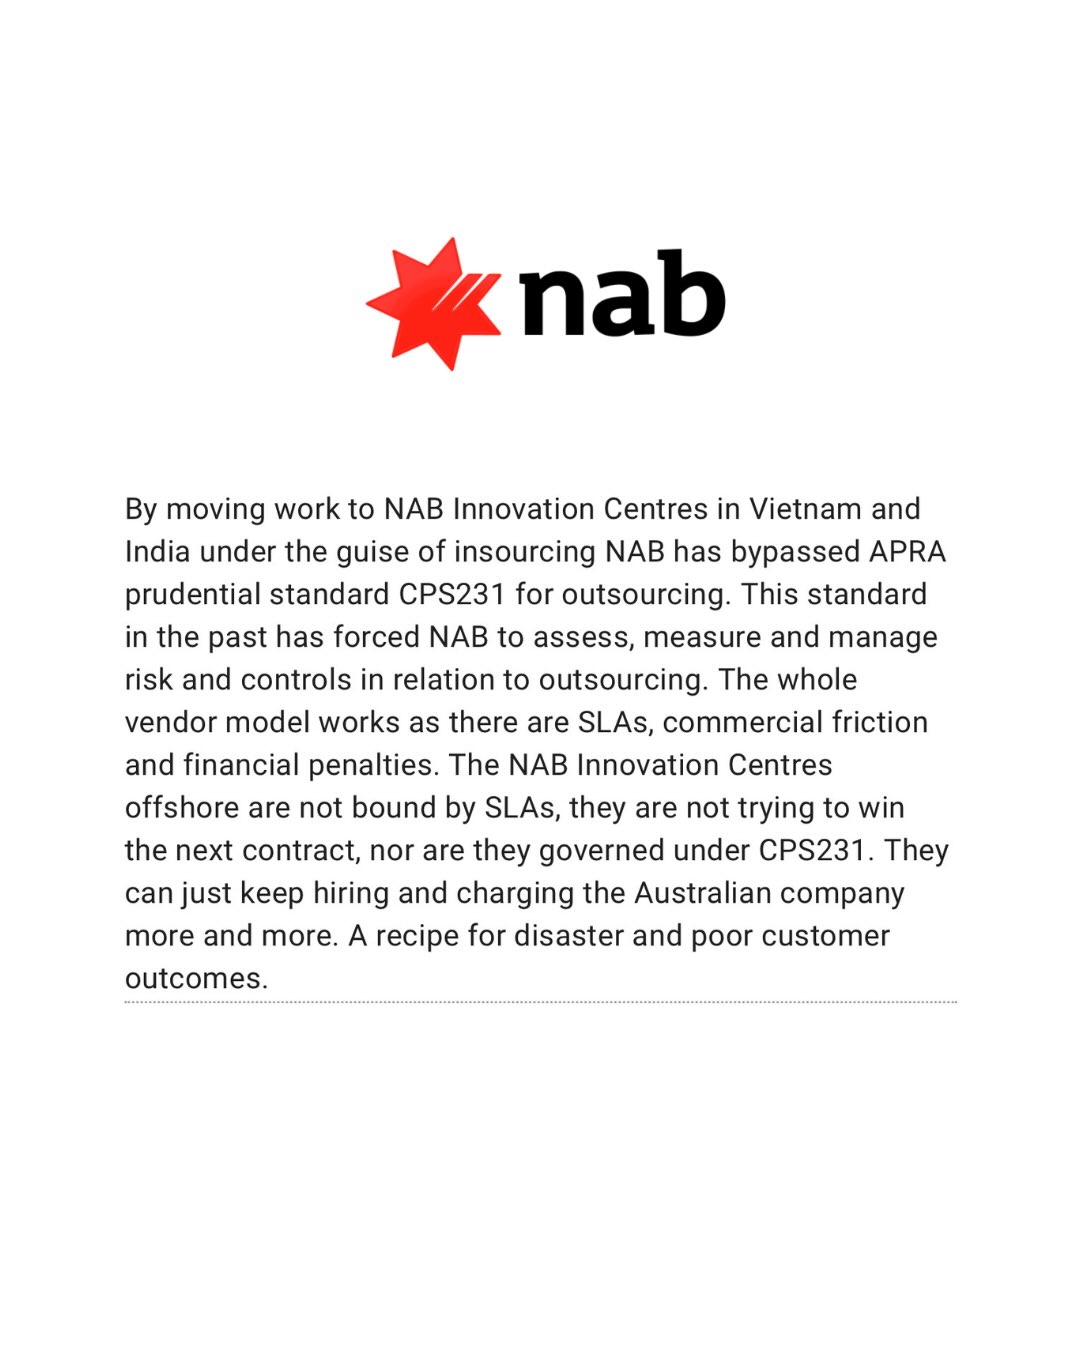 nab
By moving work to NAB Innovation Centres in Vietnam and
India under the guise of insourcing NAB has bypassed APRA
prudential standard CPS231 for outsourcing. This standard
in the past has forced NAB to assess, measure and manage
risk and controls in relation to outsourcing. The whole
vendor model works as there are SLAs, commercial friction
and financial penalties. The NAB Innovation Centres
offshore are not bound by SLAs, they are not trying to win
the next contract, nor are they governed under CPS231. They
can just keep hiring and charging the Australian company
more and more. A recipe for disaster and poor customer
outcomes.